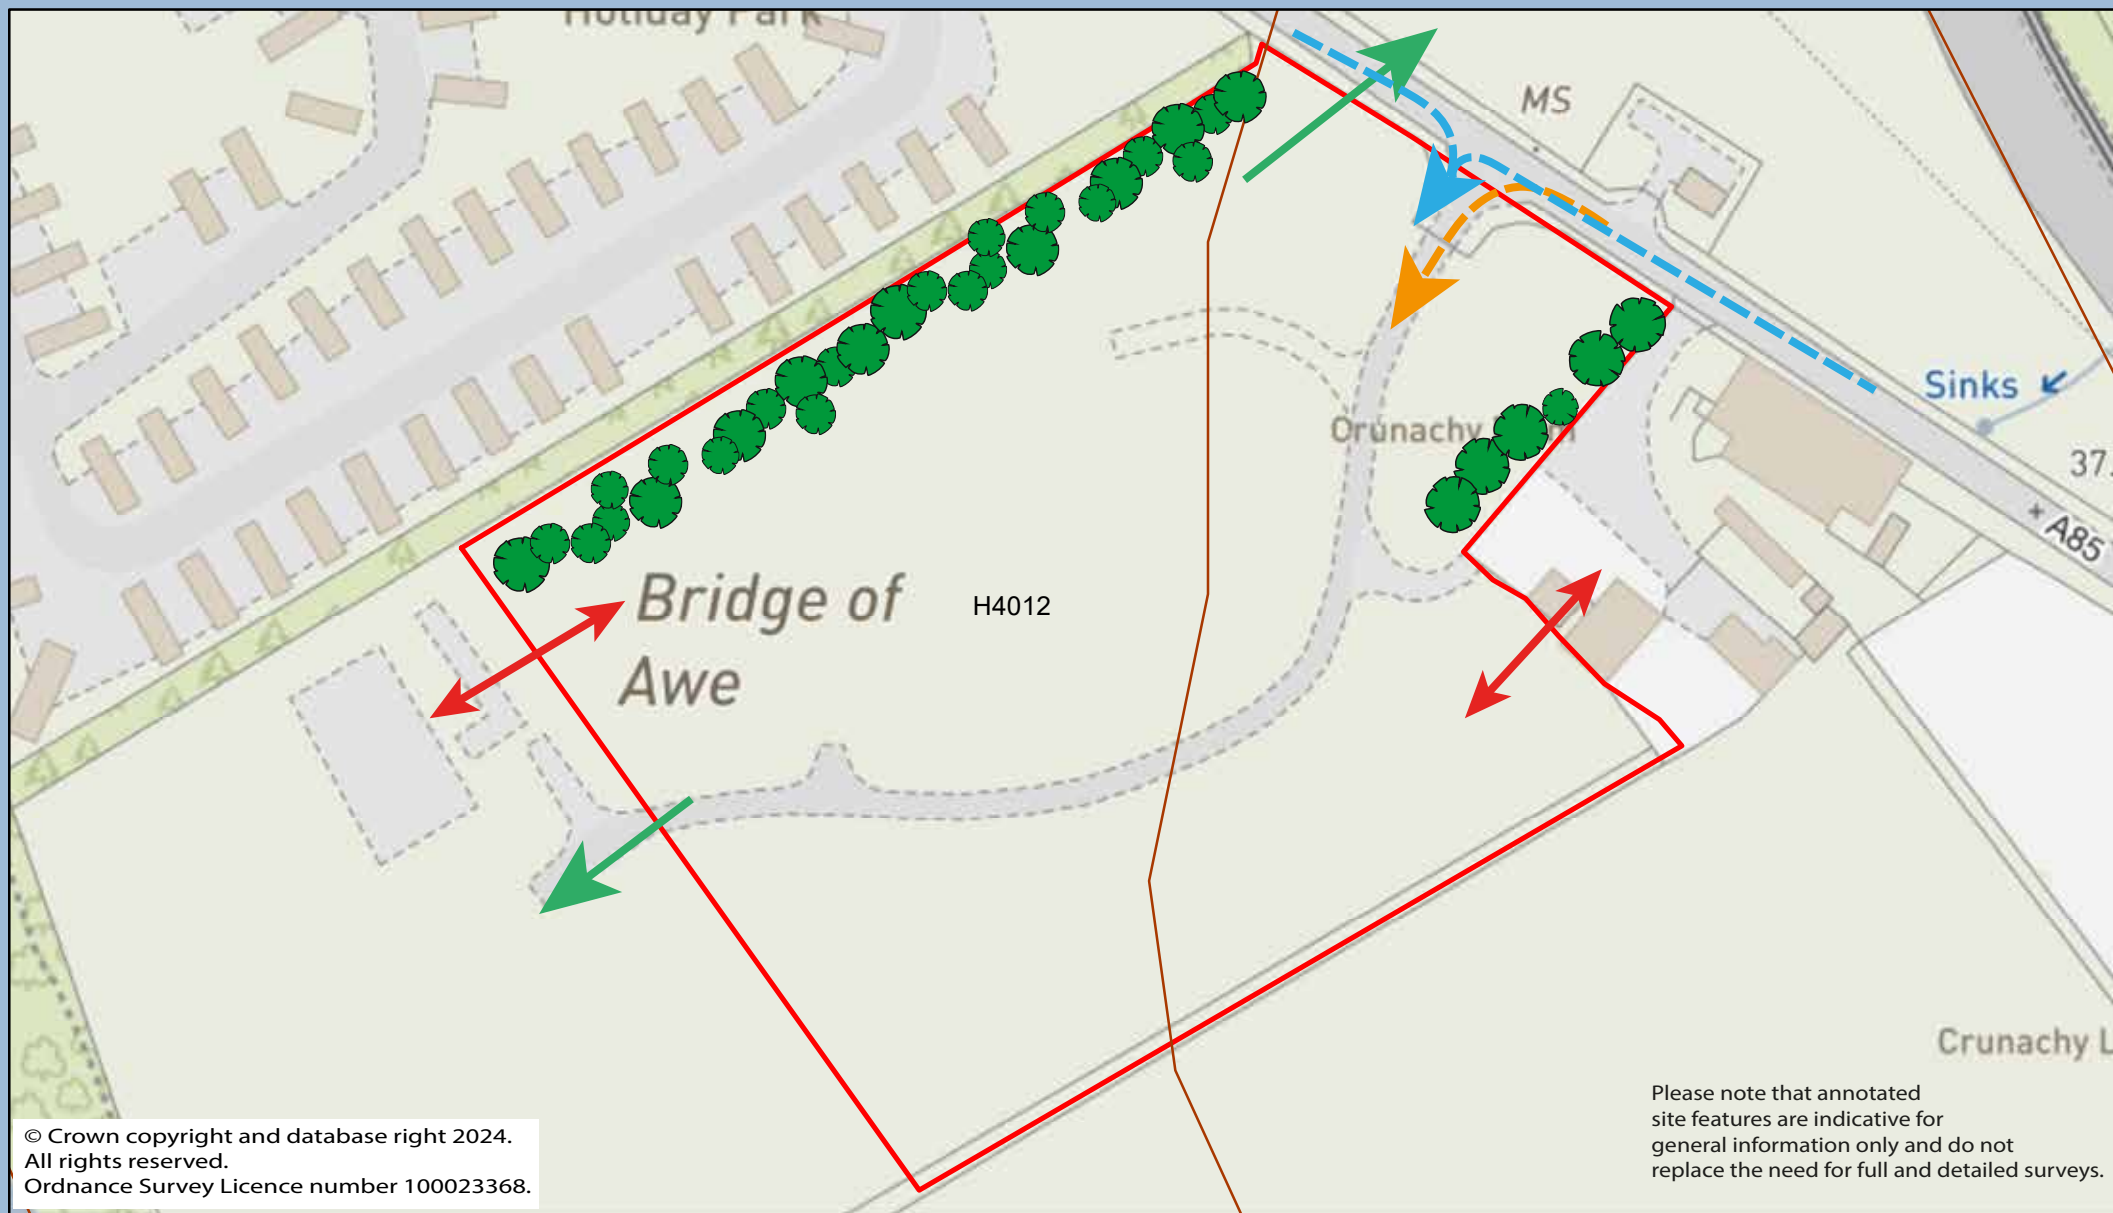 Holiday Park
MS
Sinks
37.
A85
Bridge of
Awe
H4012
Crunachy L
Please note that annotated
site features are indicative for
general information only and do not
replace the need for full and detailed surveys.
© Crown copyright and database right 2024.
All rights reserved.
Ordnance Survey Licence number 100023368.